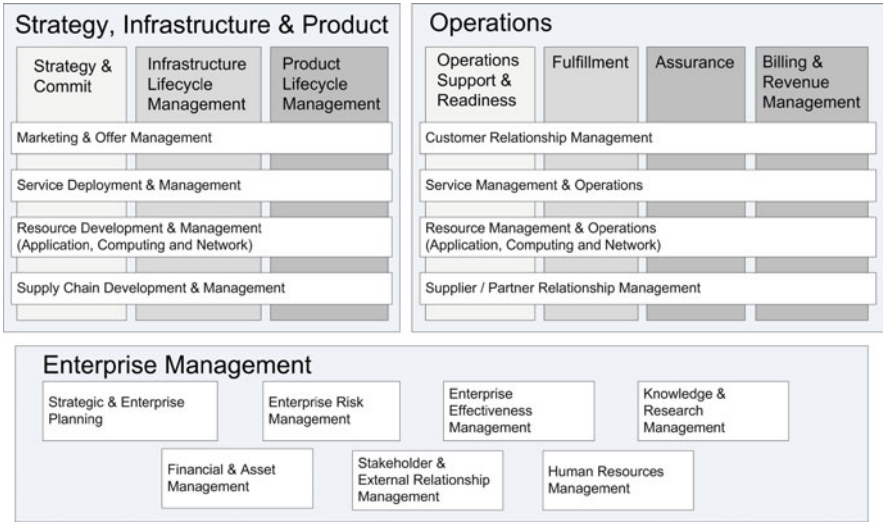 Strategy, Infrastructure & Product
Strategy &
Commit
Infrastructure
Lifecycle
Management
Product
Lifecycle
Management
Marketing & Offer Management
Service Deployment & Management
Resource Development & Management
(Application, Computing and Network)
Supply Chain Development & Management
Operations
Operations
Support &
Readiness
Fulfillment
Assurance
Billing &
Revenue
Management
Customer Relationship Management
Service Management & Operations
Resource Management & Operations
(Application, Computing and Network)
Supplier / Partner Relationship Management
Enterprise Management
Strategic & Enterprise
Planning
Enterprise Risk
Management
Enterprise
Effectiveness
Management
Knowledge &
Research
Management
Financial & Asset
Management
Stakeholder &
External Relationship
Management
Human Resources
Management